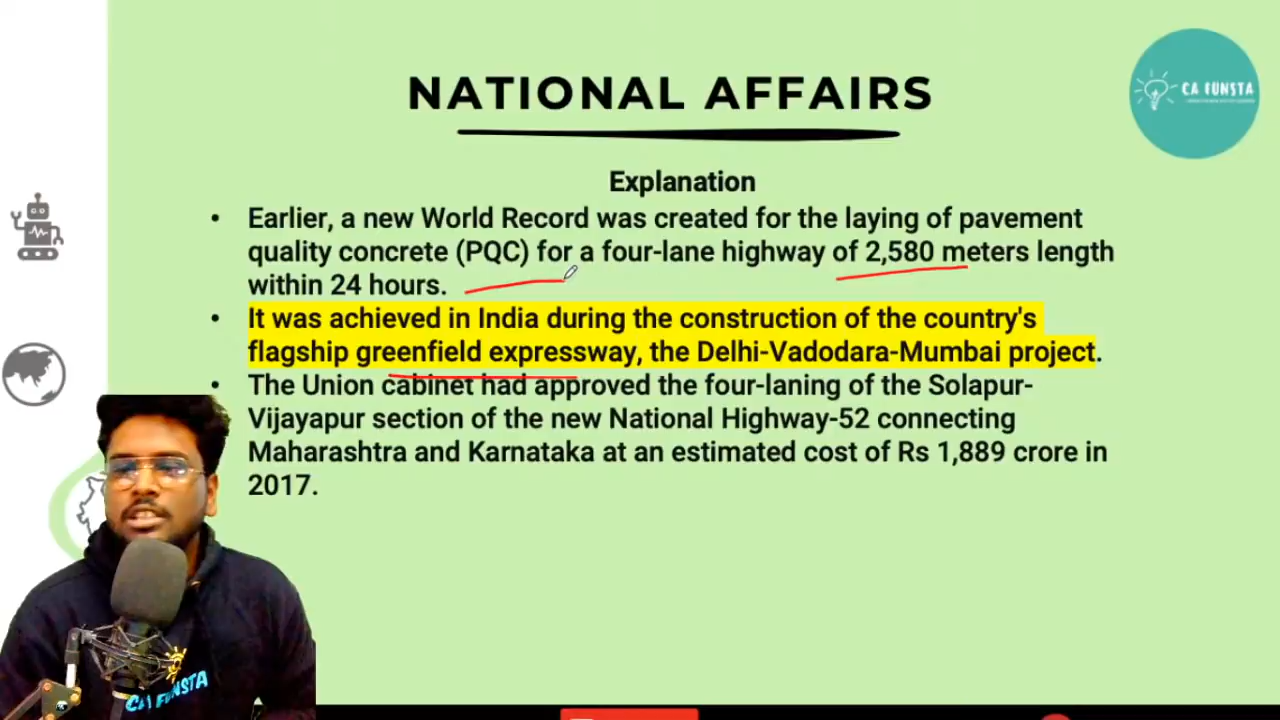 NATIONAL AFFAIRS
CA FUNSTA
Explanation
• Earlier, a new World Record was created for the laying of pavement
quality concrete (PQC) for a four-lane highway of 2,580 meters length
within 24 hours.
• It was achieved in India during the construction of the country's
flagship greenfield expressway, the Delhi-Vadodara-Mumbai project.
• The Union cabinet had approved the four-laning of the Solapur-
Vijayapur section of the new National Highway-52 connecting
Maharashtra and Karnataka at an estimated cost of Rs 1,889 crore in
2017.
CA FUNSTA